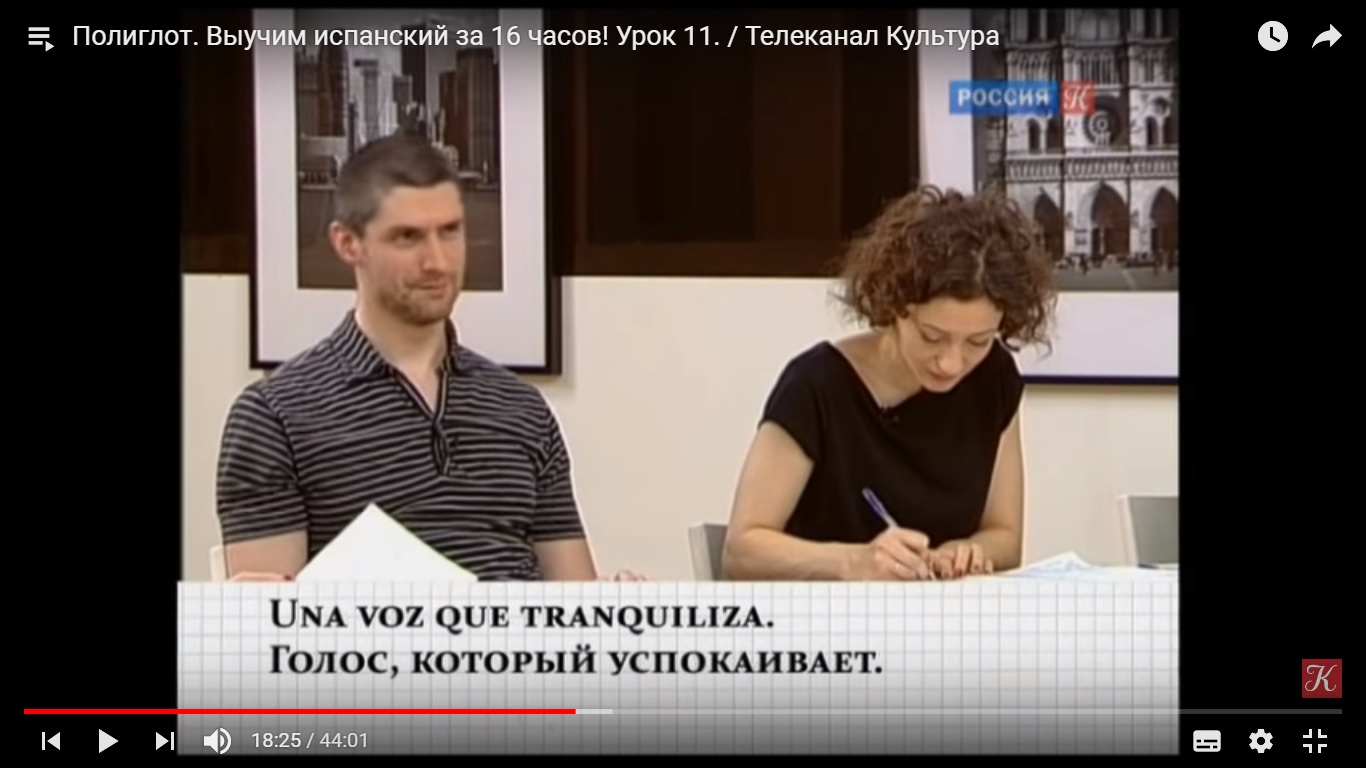 Полиглот. Выучим испанский за 16 часов! Урок 11. / Телеканал Культура
РОССИЯ К
UNA VOZ QUE TRANQUILIZA.
ГОЛОС, КОТОРЫЙ УСПОКАИВАЕТ.
К
18:25 / 44:01